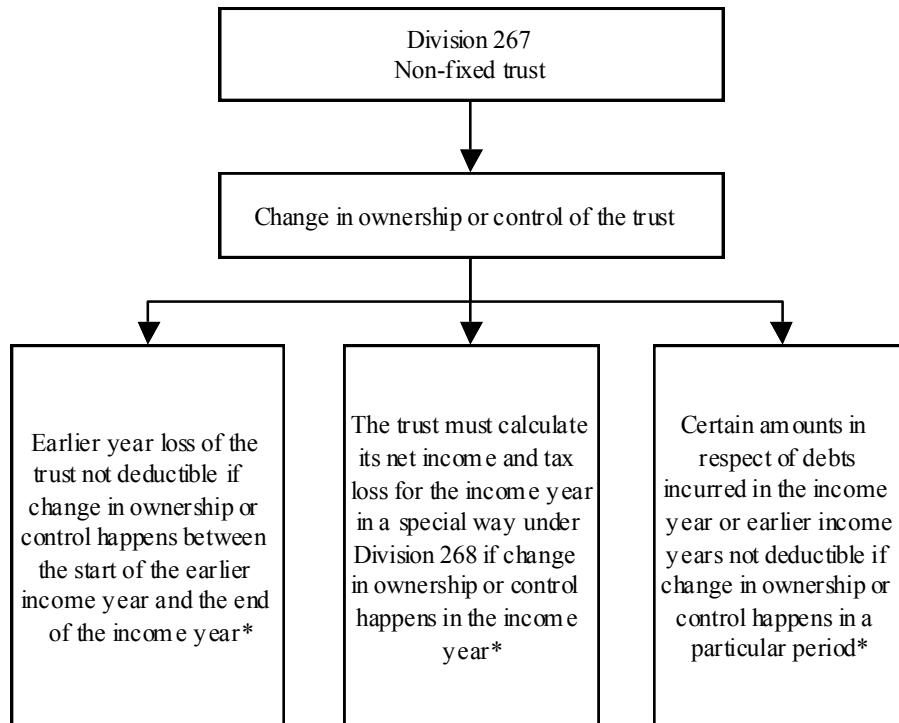 Division 267
Non-fixed trust
Change in ownership or control of the trust
Earlier year loss of the
trust not deductible if
change in ownership or
control happens between
the start of the earlier
income year and the end
of the income year*
The trust must calculate
its net income and tax
loss for the income year
in a special way under
Division 268 if change
in ownership or control
happens in the income
year*
Certain amounts in
respect of debts
incurred in the income
year or earlier income
years not deductible if
change in ownership or
control happens in a
particular period*